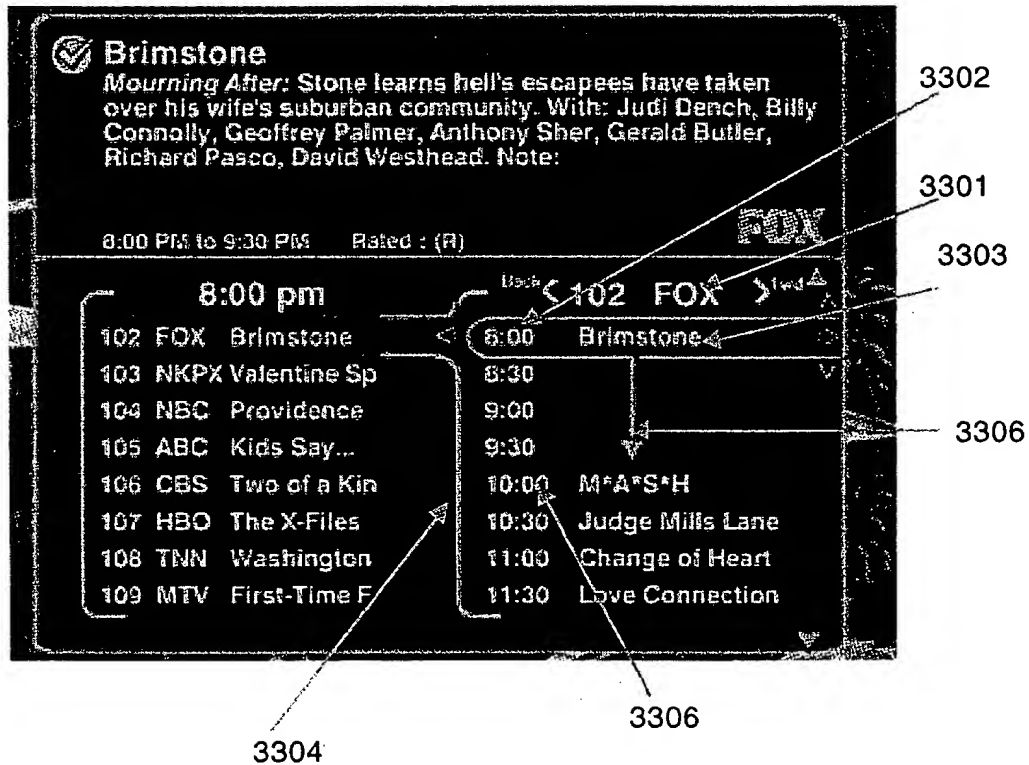 Brimstone
Mourning After: Stone learns hell's escapees have taken
over his wife's suburban community. With: Judi Dench, Billy
Connolly, Geoffrey Palmer, Anthony Sher, Gerald Butler,
Richard Pasco, David Westhead. Note:
8:00 PM to 9:30 PM Rated : (R)
FOX
8:00 pm
102 FOX Brimstone
103 NKPX Valentine Sp
104 NBC Providence
105 ABC Kids Say...
106 CBS Two of a Kin
107 HBO The X-Files
108 TNN Washington
109 MTV First-Time F
Back < 102 FOX > fwd
8:00 Brimstone
8:30
9:00
9:30
10:00 M*A*S*H
10:30 Judge Mills Lane
11:00 Change of Heart
11:30 Love Connection
3302
3301
3303
3306
3306
3304